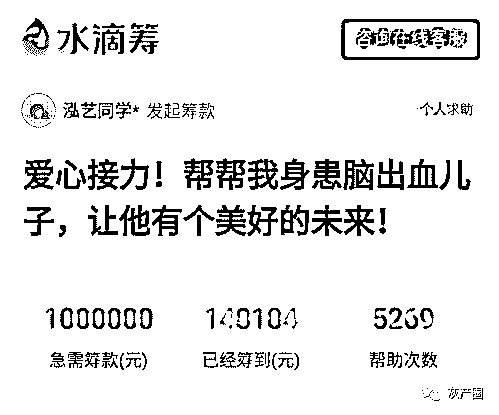 水滴筹
咨询在线客服
泓艺同学* 发起筹款
个人求助
爱心接力！帮帮我身患脑出血儿
子，让他有个美好的未来！
1000000
140104
5269
急需筹款(元)
已经筹到(元)
帮助次数
灰产圈